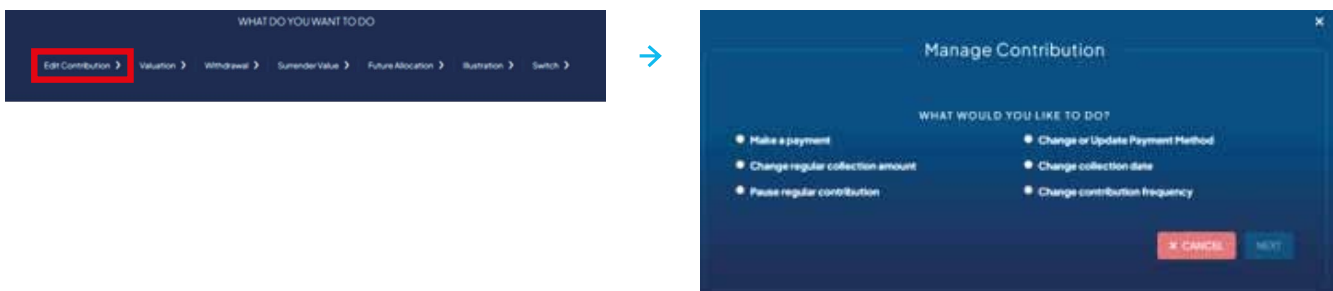 WHAT DO YOU WANT TO DO
Edit Contribution ❯ Valuation ❯ Withdrawal ❯ Surrender Value ❯ Future Allocation ❯ Illustration ❯ Switch ❯
→
×
Manage Contribution
WHAT WOULD YOU LIKE TO DO?
Make a payment Change or Update Payment Method
Change regular collection amount Change collection date
Pause regular contribution Change contribution frequency
× CANCEL NEXT